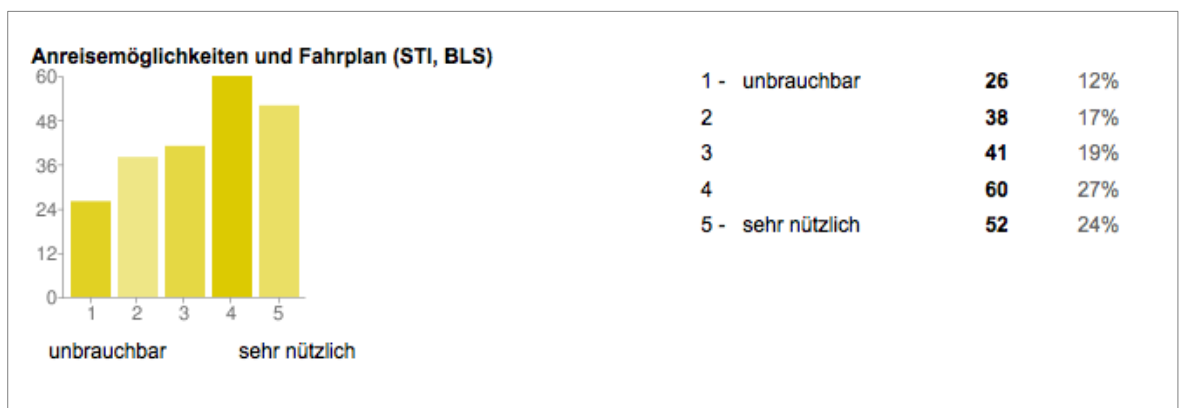 Anreisemöglichkeiten und Fahrplan (STI, BLS)
60
48
36
24
12
0
1 2 3 4 5
unbrauchbar sehr nützlich
1 - unbrauchbar 26 12%
2 38 17%
3 41 19%
4 60 27%
5 - sehr nützlich 52 24%